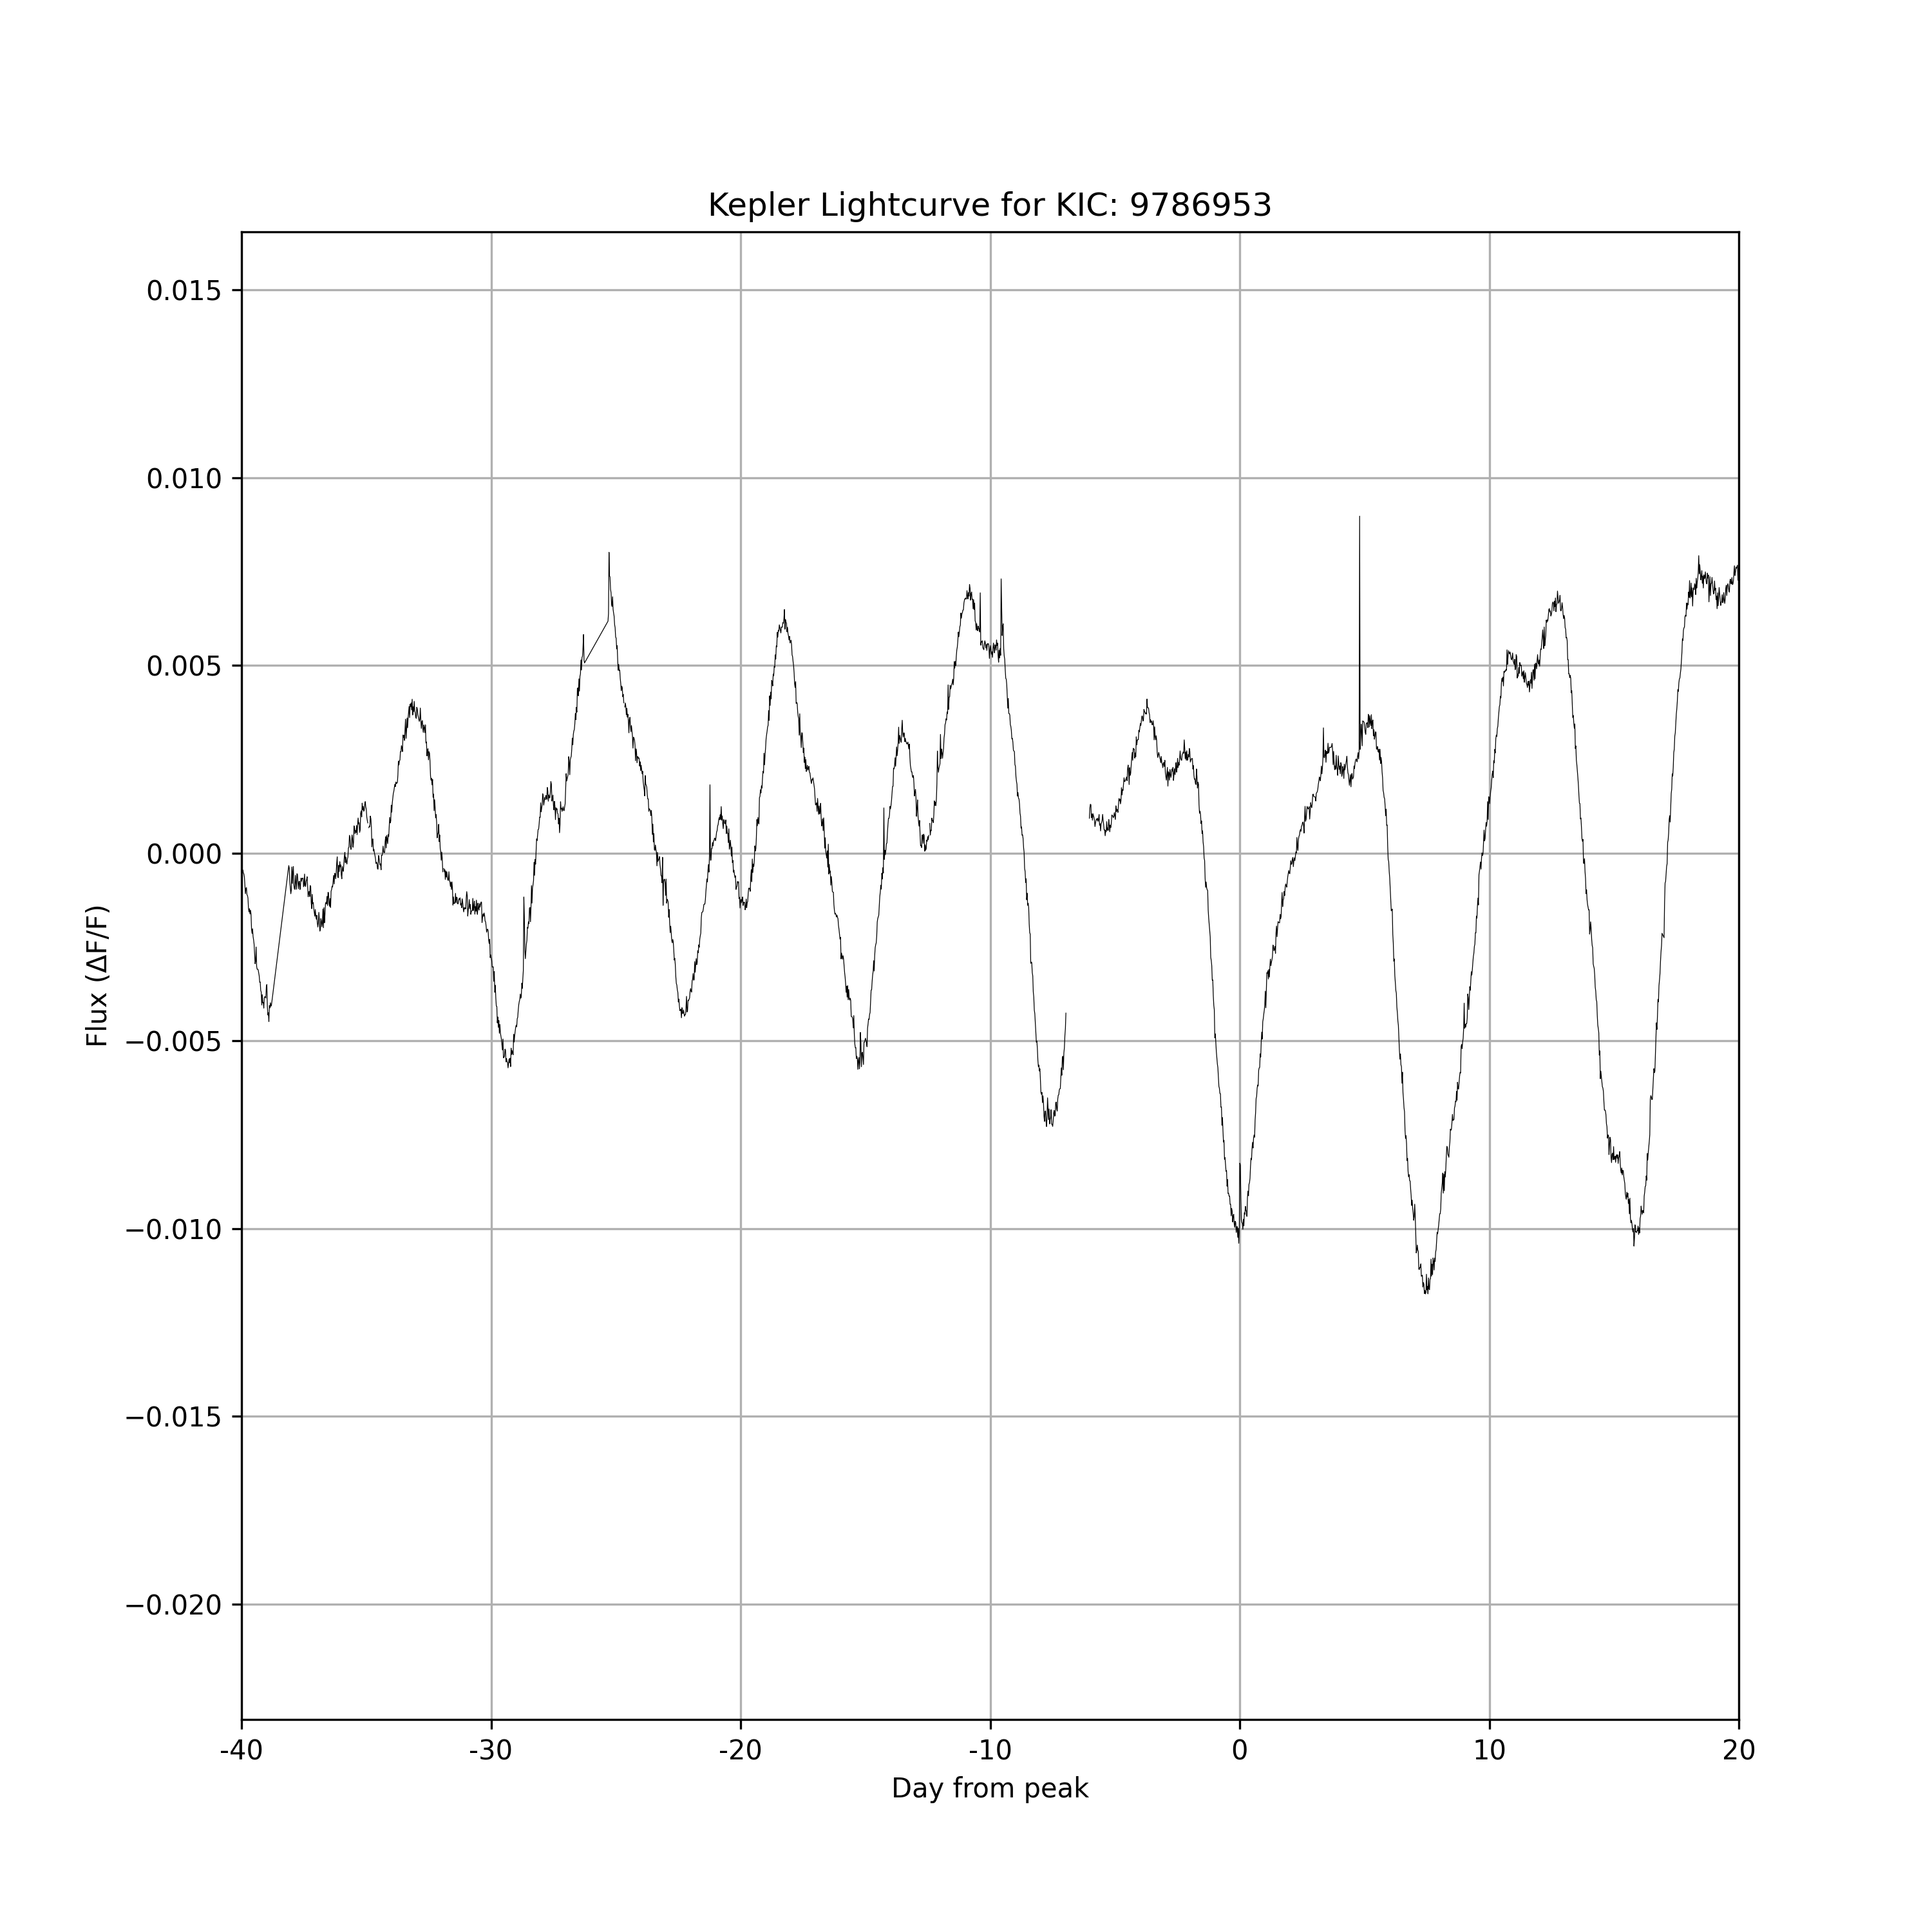 Kepler Lightcurve for KIC: 9786953
Flux (ΔF/F)
0.015
0.010
0.005
0.000
−0.005
−0.010
−0.015
−0.020
-40 -30 -20 -10 0 10 20
Day from peak